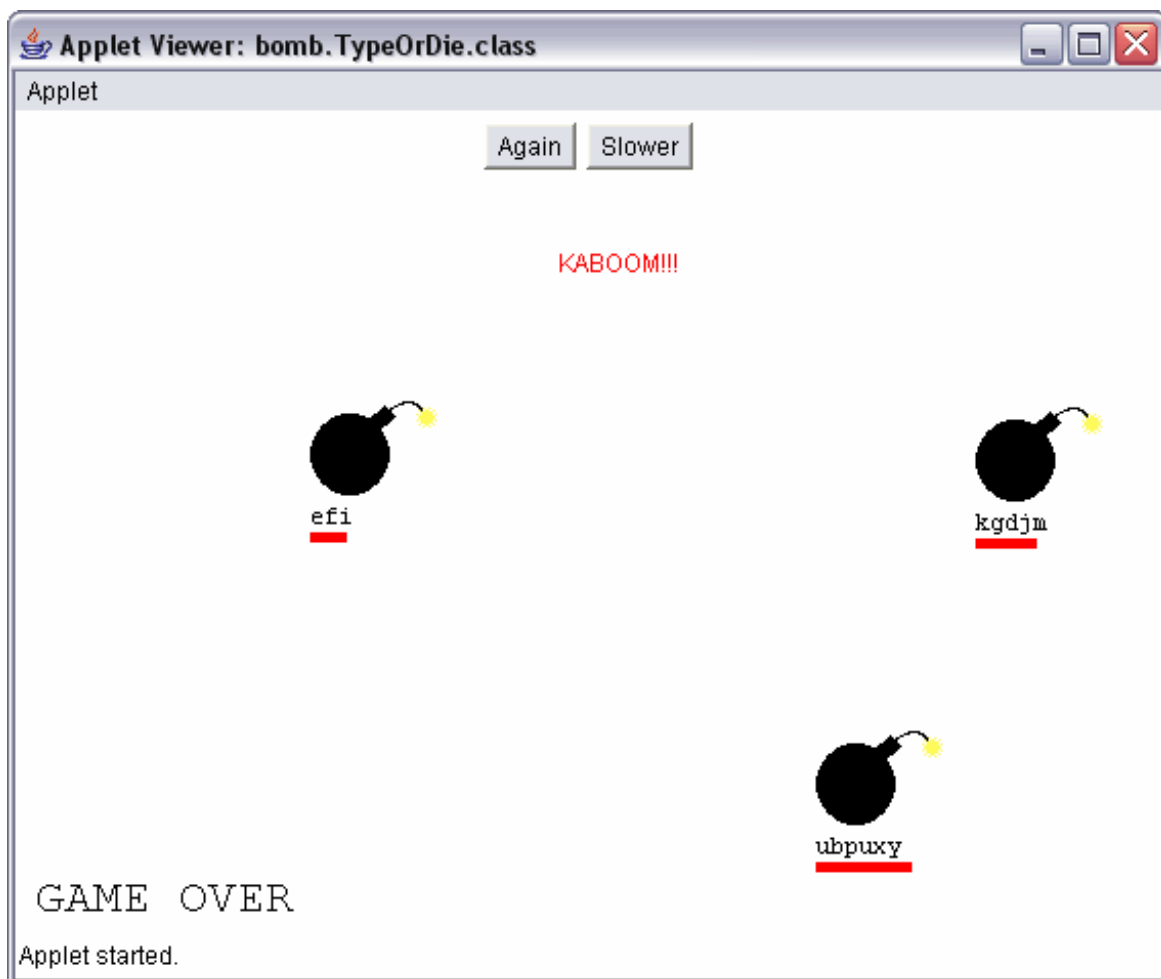 Applet Viewer: bomb.TypeOrDie.class
Applet
Again Slower
KABOOM!!!
efi
kgdjm
ubpuxy
GAME OVER
Applet started.